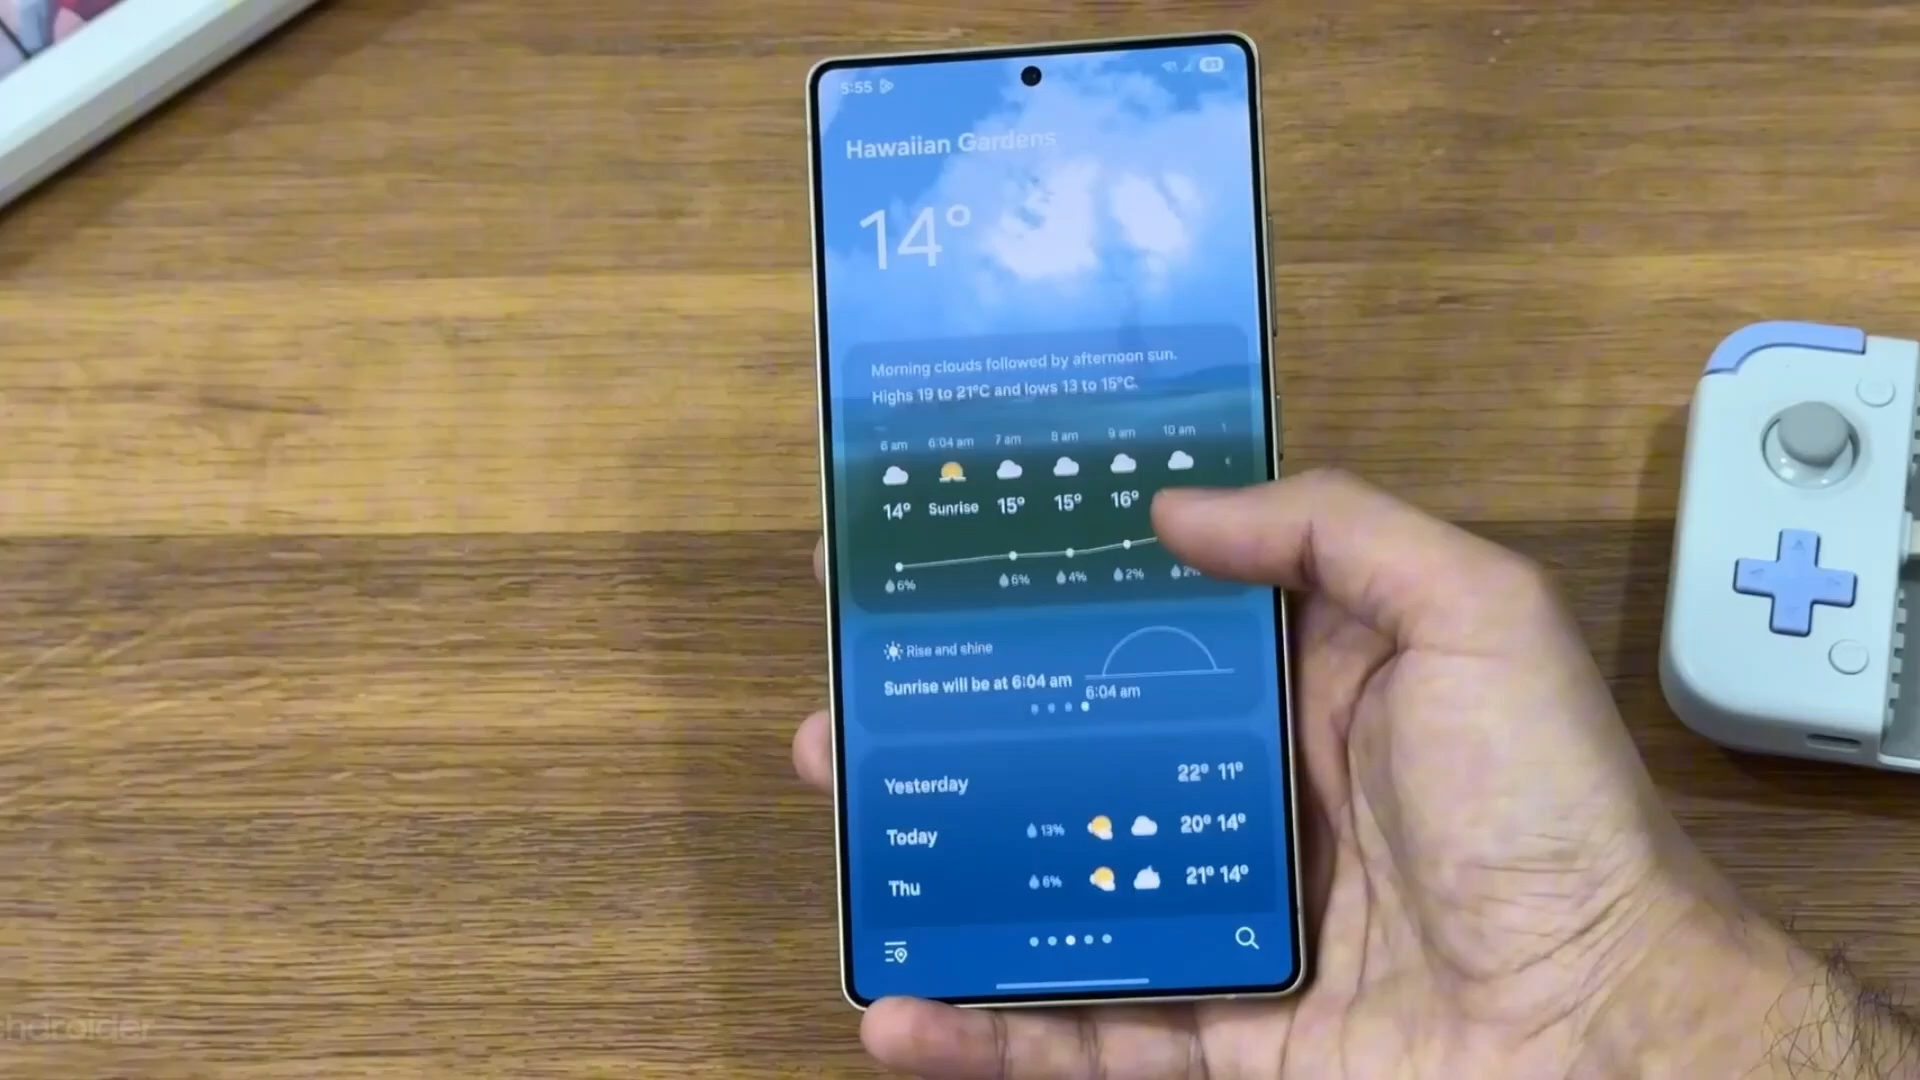 5:55
83
Hawaiian Gardens
14°
Morning clouds followed by afternoon sun.
Highs 19 to 21°C and lows 13 to 15°C.
6 am 6:04 am 7 am 8 am 9 am 10 am
14° Sunrise 15° 15° 16°
6% 6% 4% 2% 2%
Rise and shine
Sunrise will be at 6:04 am
6:04 am
Yesterday 22° 11°
Today 13% 20° 14°
Thu 6% 21° 14°